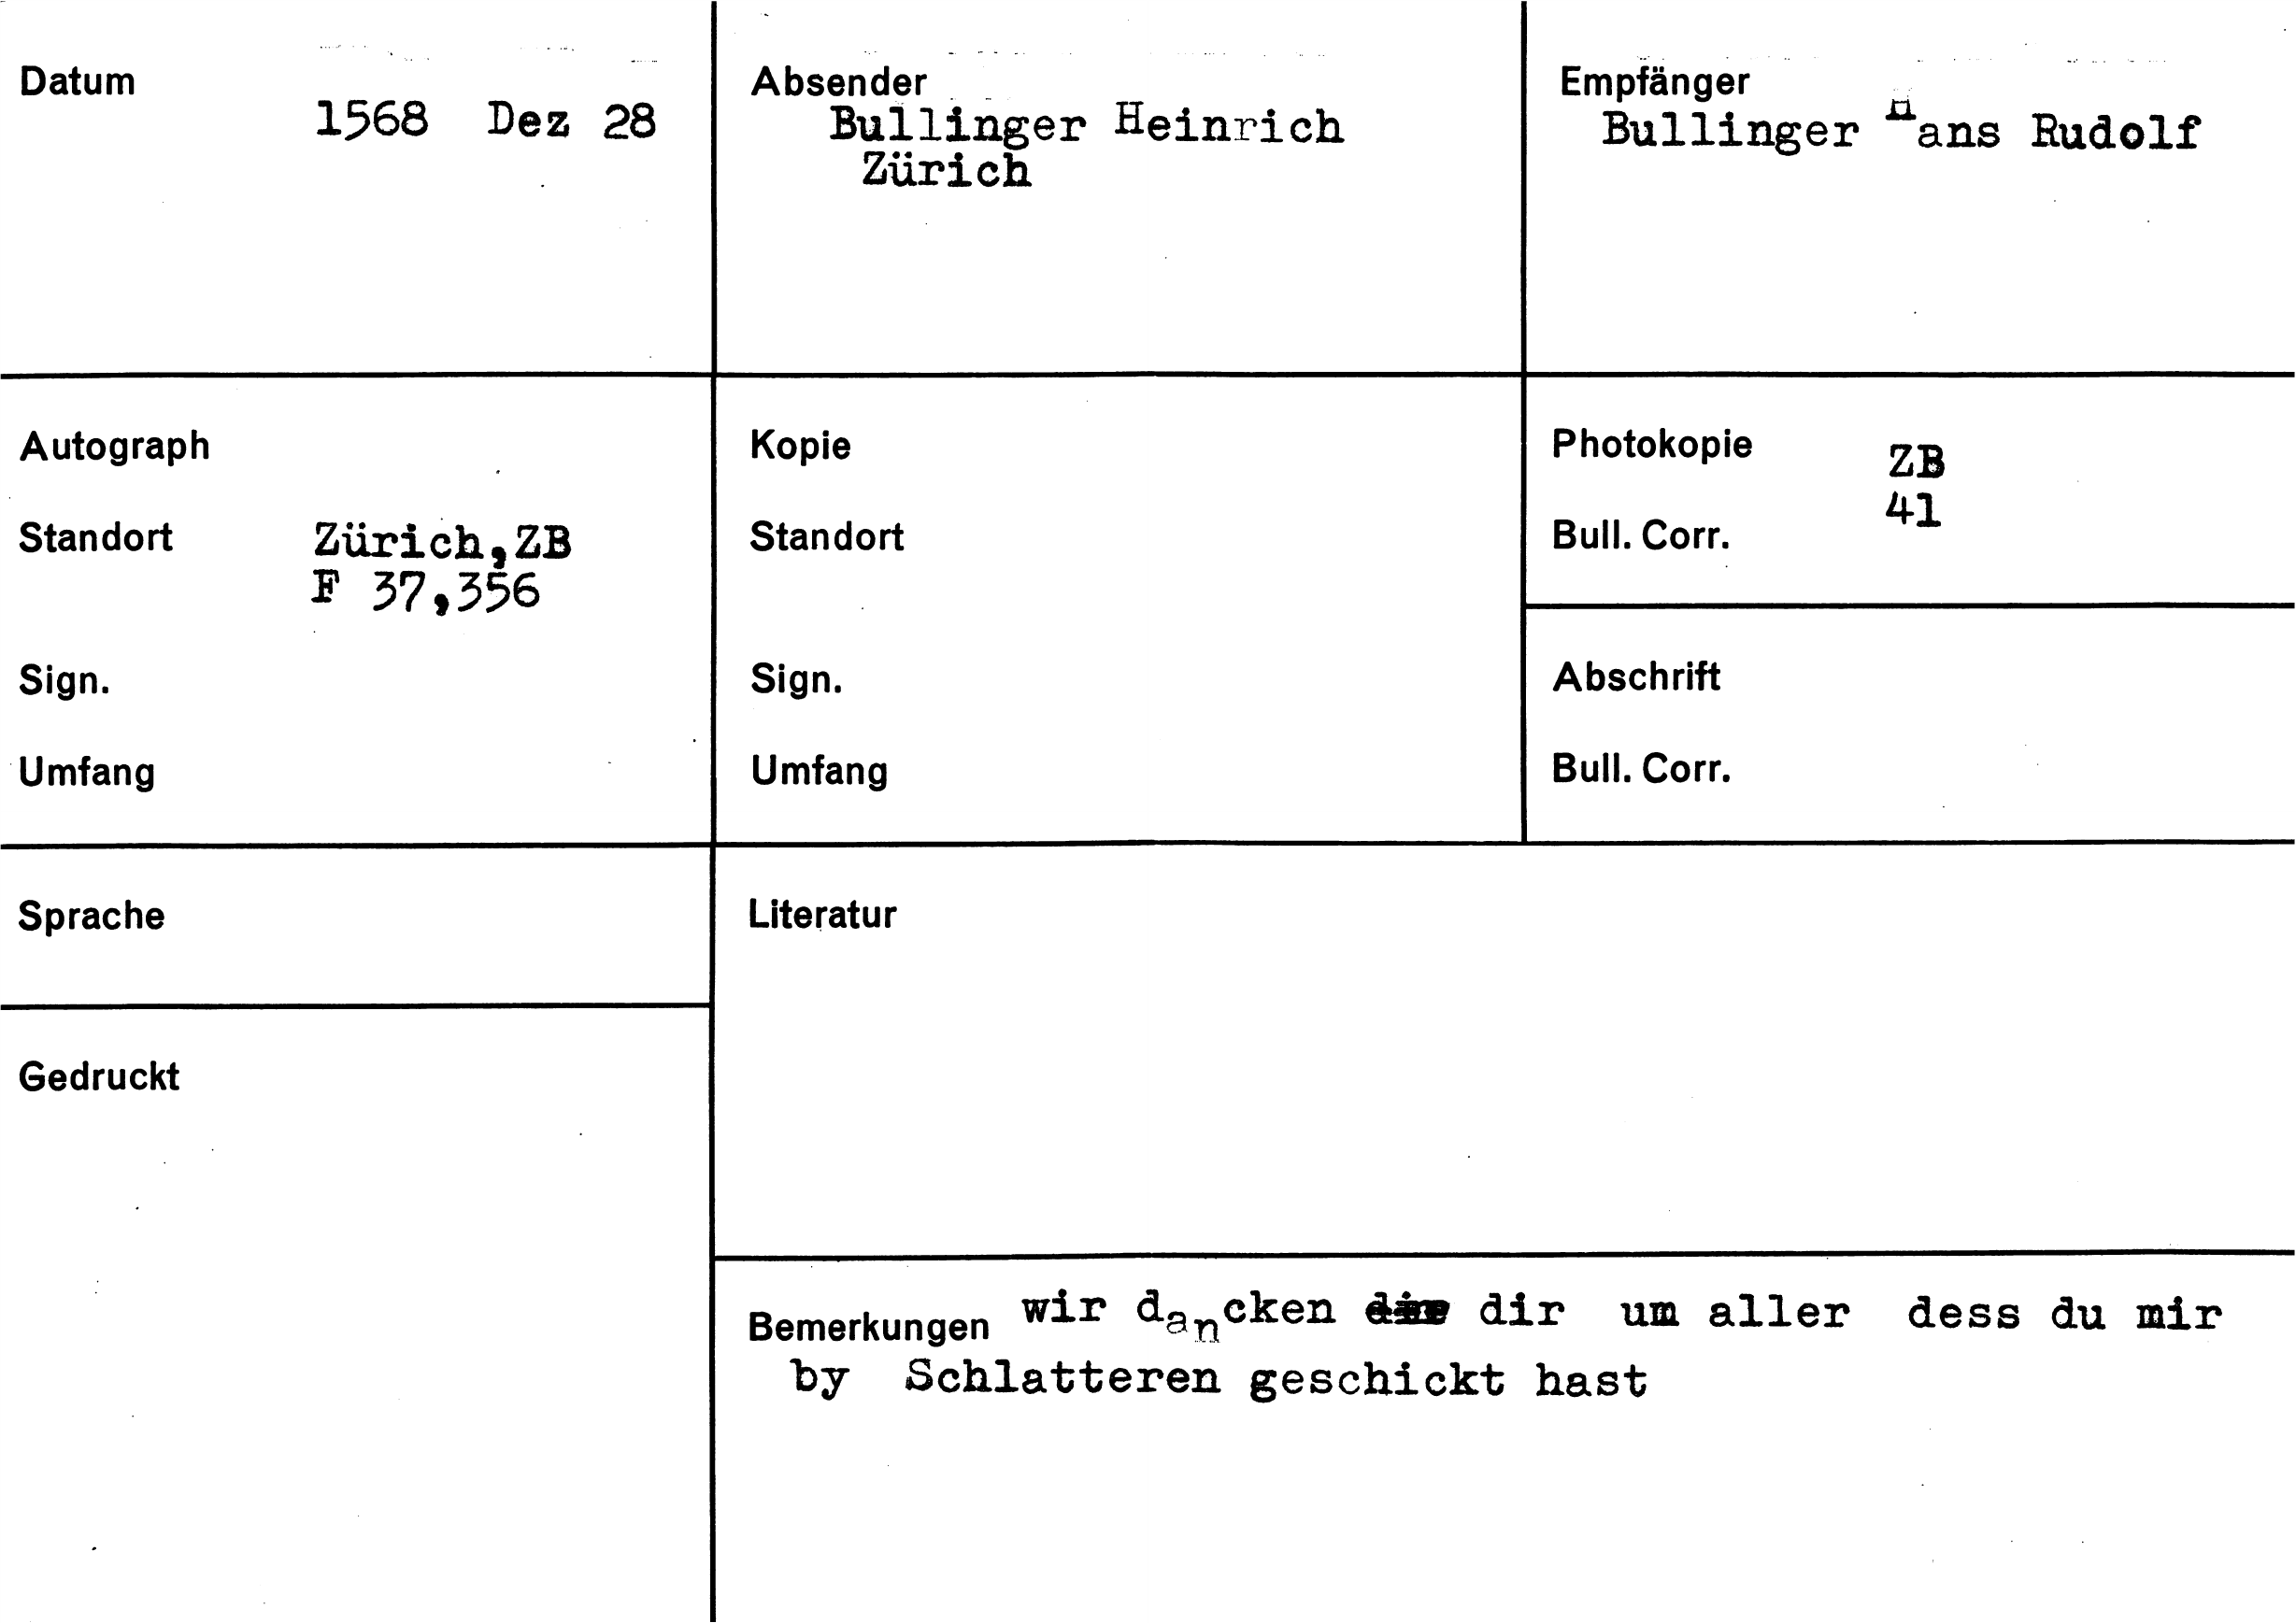 Datum
1568 Dez 28
Absender
Bullinger Heinrich
Zürich
Empfänger
Bullinger Hans Rudolf
Autograph
Standort Zürich,ZB
F 37,356
Sign.
Umfang
Kopie
Standort
Sign.
Umfang
Photokopie ZB
41
Bull. Corr.
Abschrift
Bull. Corr.
Sprache
Gedruckt
Literatur
Bemerkungen wir dancken dir um aller dess du mir
by Schlatteren geschickt hast